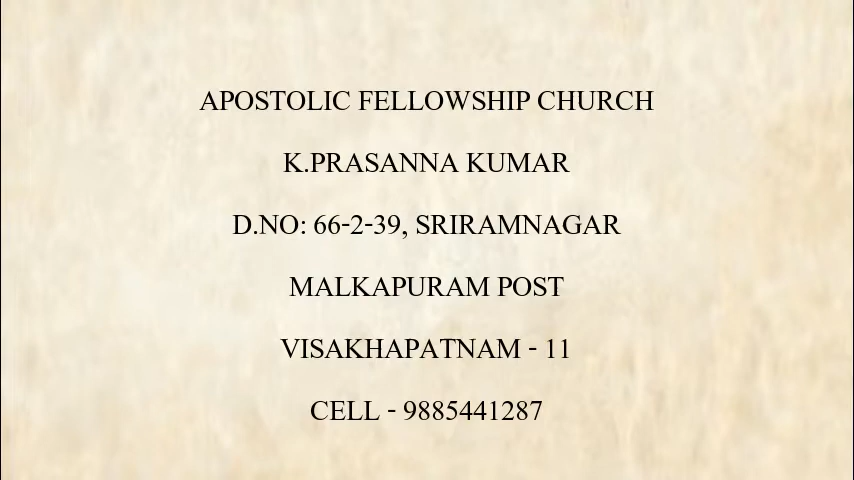 APOSTOLIC FELLOWSHIP CHURCH
K.PRASANNA KUMAR
D.NO: 66-2-39, SRIRAMNAGAR
MALKAPURAM POST
VISAKHAPATNAM - 11
CELL - 9885441287